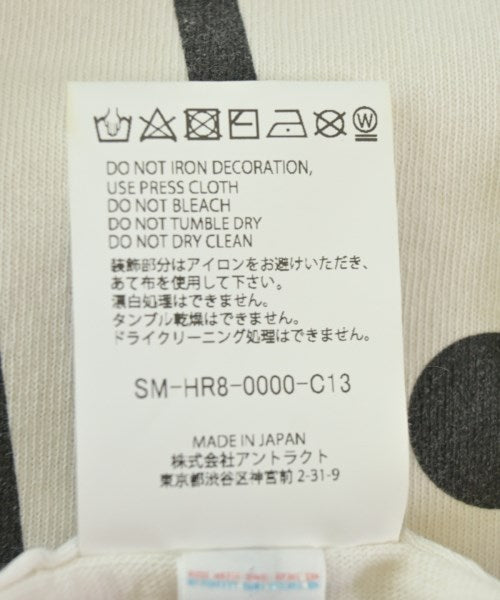 W
DO NOT IRON DECORATION,
USE PRESS CLOTH
DO NOT BLEACH
DO NOT TUMBLE DRY
DO NOT DRY CLEAN
装飾部分はアイロンをお避けいただき、
あて布を使用して下さい。
漂白処理はできません。
タンブル乾燥はできません。
ドライクリーニング処理はできません。
SM-HR8-0000-C13
MADE IN JAPAN
株式会社アントラクト
東京都渋谷区神宮前 2-31-9